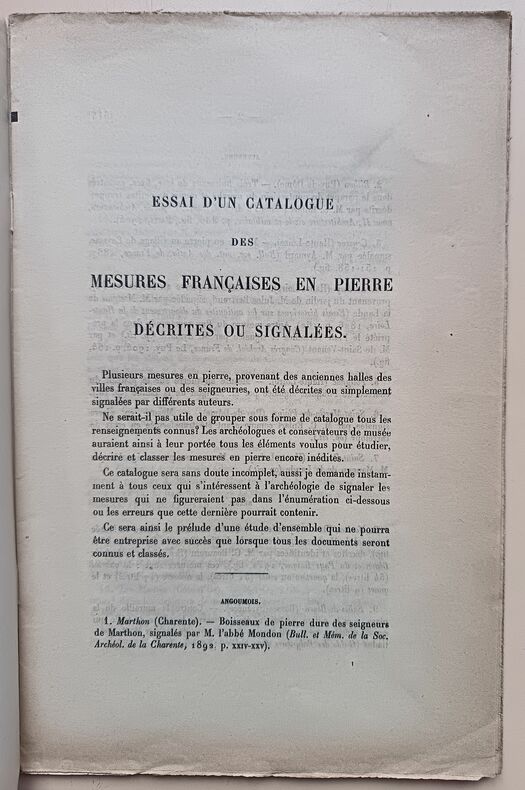 ESSAI D'UN CATALOGUE
DES
MESURES FRANÇAISES EN PIERRE
DÉCRITES OU SIGNALÉES.
Plusieurs mesures en pierre, provenant des anciennes halles des
villes françaises ou des seigneuries, ont été décrites ou simplement
signalées par différents auteurs.
Ne serait-il pas utile de grouper sous forme de catalogue tous les
renseignements connus? Les archéologues et conservateurs de musée
auraient ainsi à leur portée tous les éléments voulus pour étudier,
décrire et classer les mesures en pierre encore inédites.
Ce catalogue sera sans doute incomplet, aussi je demande instam-
ment à tous ceux qui s'intéressent à l'archéologie de signaler les
mesures qui ne figureraient pas dans l'énumération ci-dessous
ou les erreurs que cette dernière pourrait contenir.
Ce sera ainsi le prélude d'une étude d'ensemble qui ne pourra
être entreprise avec succès que lorsque tous les documents seront
connus et classés.
ANGOUMOIS.
1. Marthon (Charente). — Boisseaux de pierre dure des seigneurs
de Marthon, signalés par M. l'abbé Mondon (Bull. et Mém. de la Soc.
Archéol. de la Charente, 1892 p. XXIV-XXV).
1